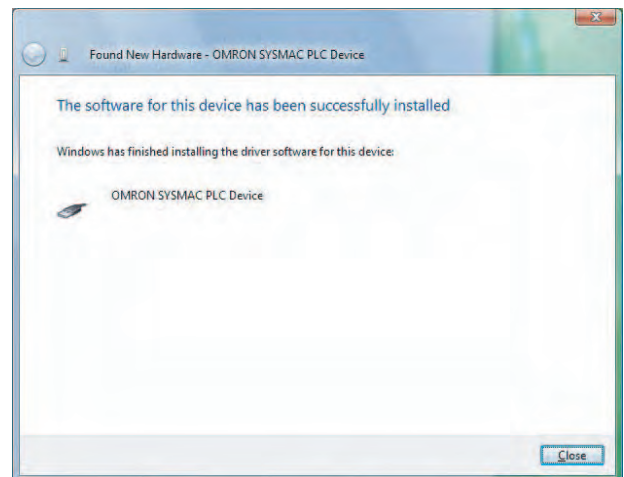 Found New Hardware - OMRON SYSMAC PLC Device
The software for this device has been successfully installed
Windows has finished installing the driver software for this device:
OMRON SYSMAC PLC Device
Close